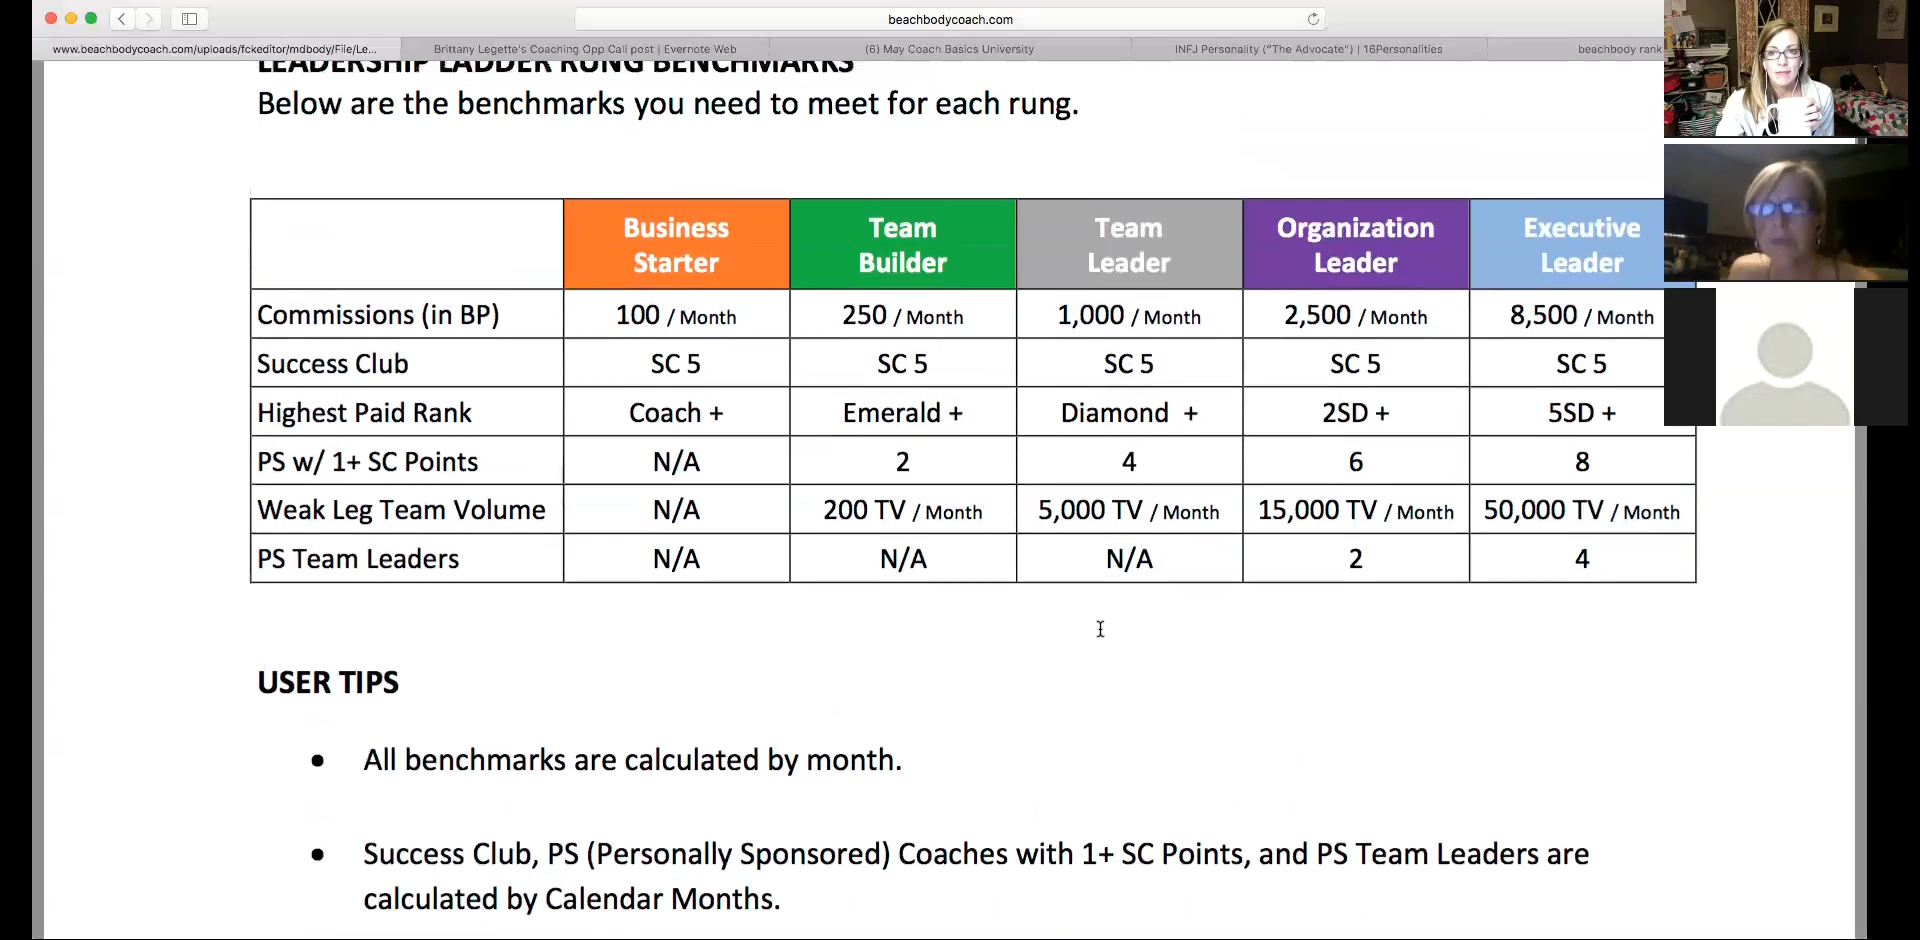 beachbodycoach.com
www.beachbodycoach.com/uploads/fckeditor/mdbody/File/Le...
Brittany Legette's Coaching Opp Call post | Evernote Web
(6) May Coach Basics University
INFJ Personality ("The Advocate") | 16Personalities
beachbody rank
LEADERSHIP LADDER RUNG BENCHMARKS
Below are the benchmarks you need to meet for each rung.
Business Starter Team Builder Team Leader Organization Leader Executive Leader
Commissions (in BP) 100 / Month 250 / Month 1,000 / Month 2,500 / Month 8,500 / Month
Success Club SC 5 SC 5 SC 5 SC 5 SC 5
Highest Paid Rank Coach + Emerald + Diamond + 2SD + 5SD +
PS w/ 1+ SC Points N/A 2 4 6 8
Weak Leg Team Volume N/A 200 TV / Month 5,000 TV / Month 15,000 TV / Month 50,000 TV / Month
PS Team Leaders N/A N/A N/A 2 4
USER TIPS
• All benchmarks are calculated by month.
• Success Club, PS (Personally Sponsored) Coaches with 1+ SC Points, and PS Team Leaders are
calculated by Calendar Months.